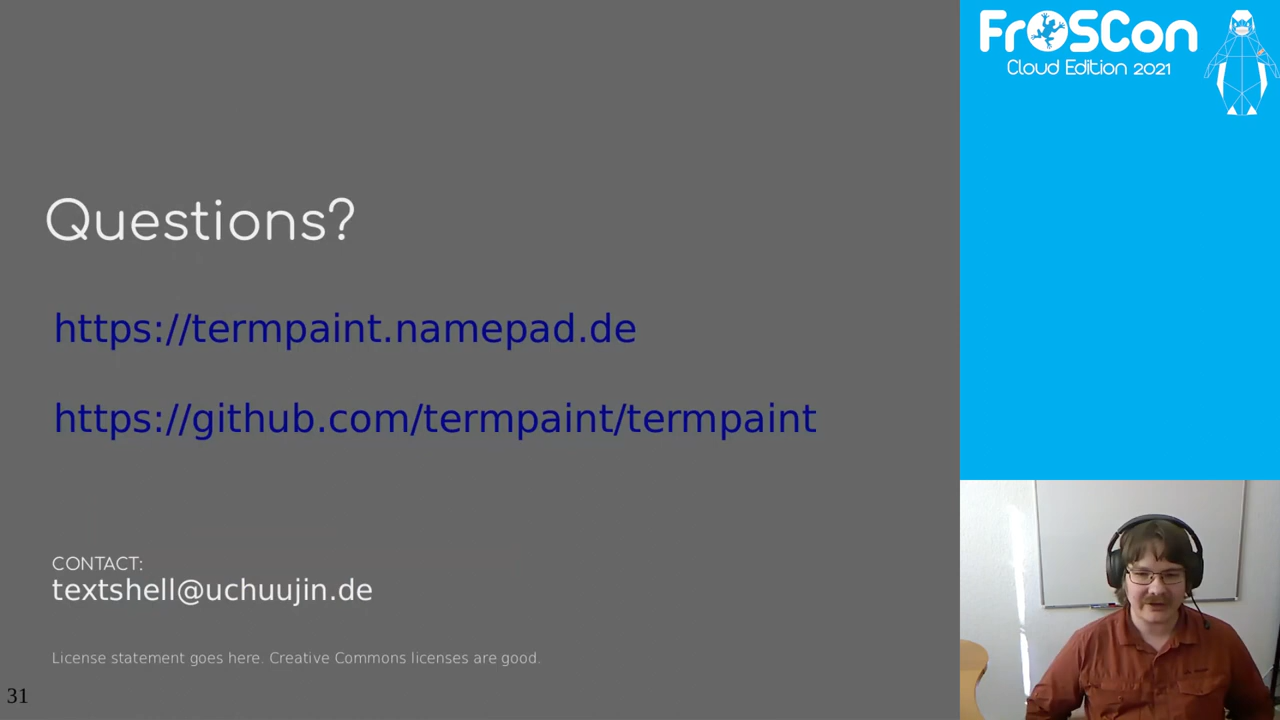 FrOSCon
Cloud Edition 2021
Questions?
https://termpaint.namepad.de
https://github.com/termpaint/termpaint
CONTACT:
textshell@uchuujin.de
License statement goes here. Creative Commons licenses are good.
31